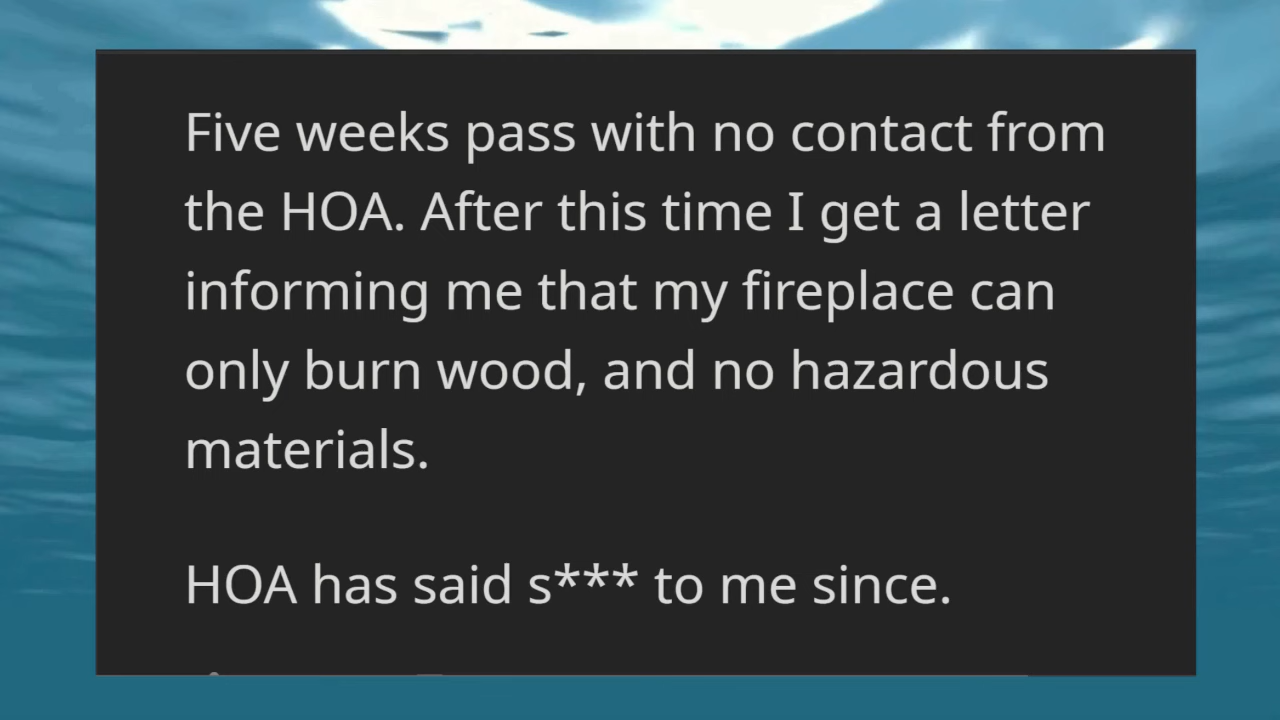 Five weeks pass with no contact from
the HOA. After this time I get a letter
informing me that my fireplace can
only burn wood, and no hazardous
materials.
HOA has said s*** to me since.